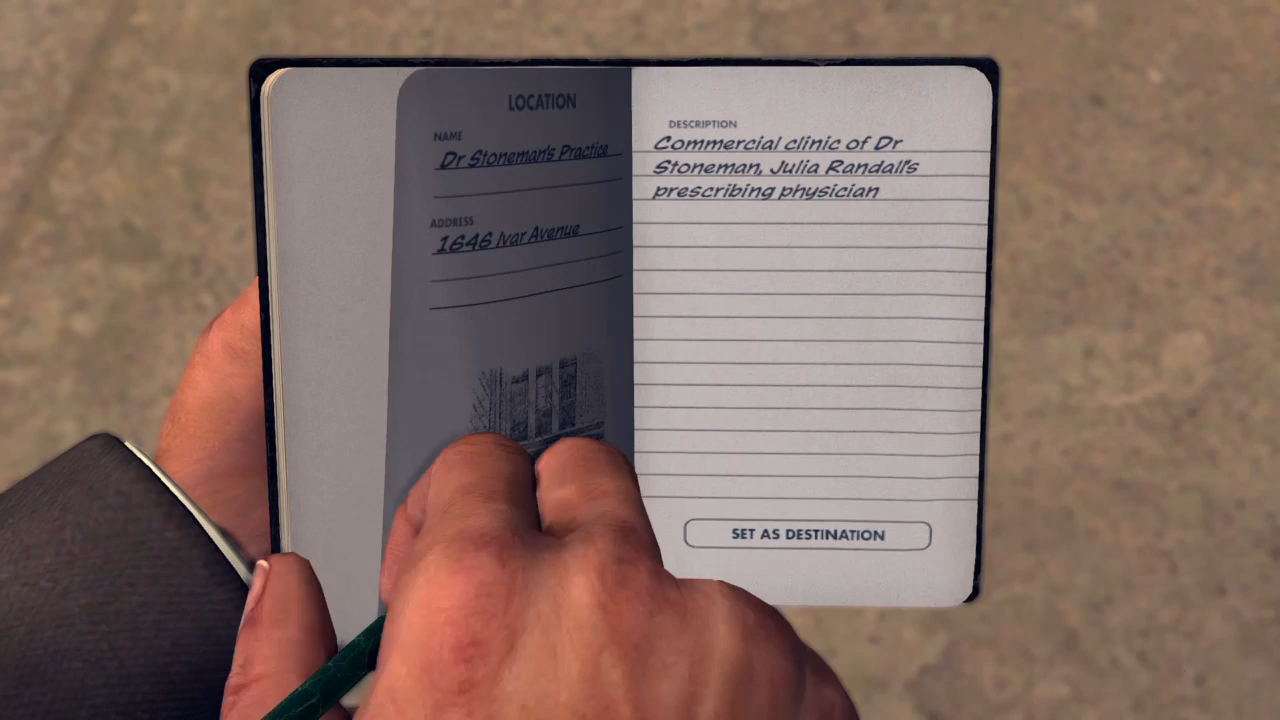 LOCATION
NAME
Dr Stoneman's Practice
ADDRESS
1646 Ivar Avenue
DESCRIPTION
Commercial clinic of Dr
Stoneman, Julia Randall's
prescribing physician
SET AS DESTINATION